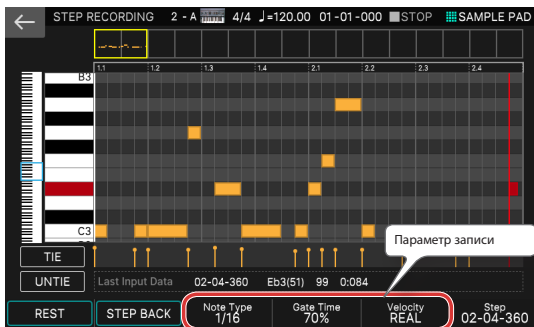 STEP RECORDING 2 - A 4/4 ♩=120.00 01-01-000 STOP SAMPLE PAD
1.1 1.2 1.3 1.4 2.1 2.2 2.3 2.4
B3
C3
Параметр записи
TIE
UNTIE Last Input Data 02-04-360 Eb3(51) 99 0:084
REST STEP BACK Note Type 1/16 Gate Time 70% Velocity REAL Step 02-04-360